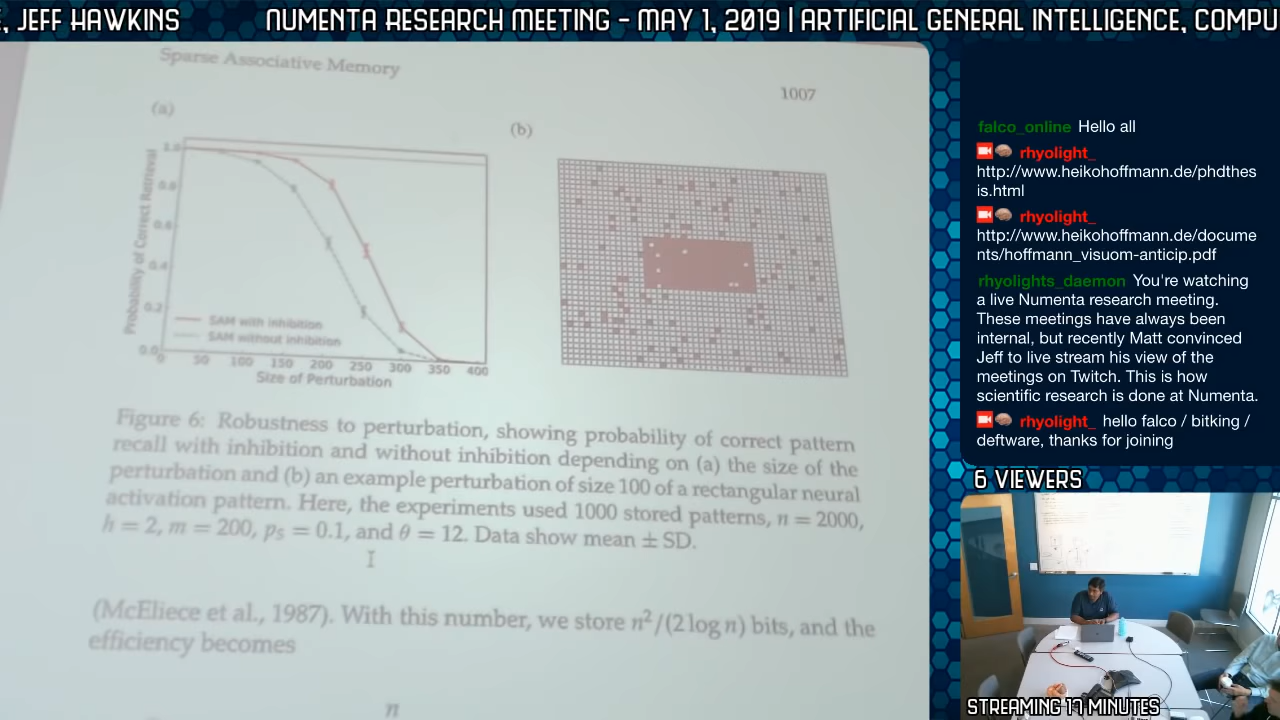 , JEFF HAWKINS
NUMENTA RESEARCH MEETING - MAY 1, 2019 | ARTIFICIAL GENERAL INTELLIGENCE, COMPU
Sparse Associative Memory
1007
(a)
(b)
Probability of Correct Retrieval
1.0
0.8
0.6
0.4
0.2
0.0
SAM with inhibition
SAM without inhibition
0 50 100 150 200 250 300 350 400
Size of Perturbation
Figure 6: Robustness to perturbation, showing probability of correct pattern
recall with inhibition and without inhibition depending on (a) the size of the
perturbation and (b) an example perturbation of size 100 of a rectangular neural
activation pattern. Here, the experiments used 1000 stored patterns, n = 2000,
h = 2, m = 200, pS = 0.1, and θ = 12. Data show mean ± SD.
(McEliece et al., 1987). With this number, we store n²/(2 log n) bits, and the
efficiency becomes
n
falco_online Hello all
rhyolight_
http://www.heikohoffmann.de/phdthes
is.html
rhyolight_
http://www.heikohoffmann.de/docume
nts/hoffmann_visuom-anticip.pdf
rhyolights_daemon You're watching
a live Numenta research meeting.
These meetings have always been
internal, but recently Matt convinced
Jeff to live stream his view of the
meetings on Twitch. This is how
scientific research is done at Numenta.
rhyolight_ hello falco / bitking /
deftware, thanks for joining
6 VIEWERS
STREAMING 17 MINUTES